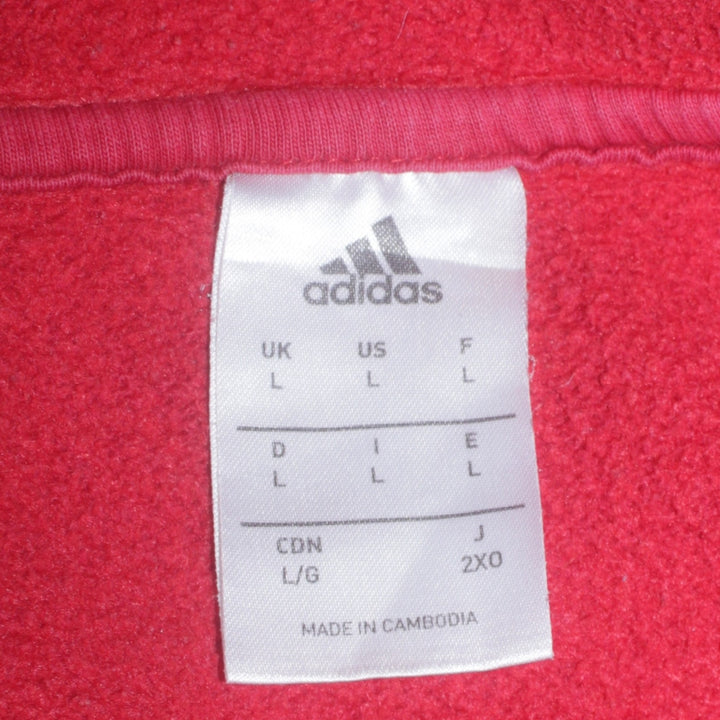 adidas
UK US F
L L L
D I E
L L L
CDN J
L/G 2XO
MADE IN CAMBODIA